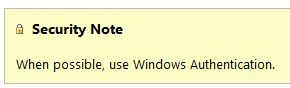 Security Note
When possible, use Windows Authentication.